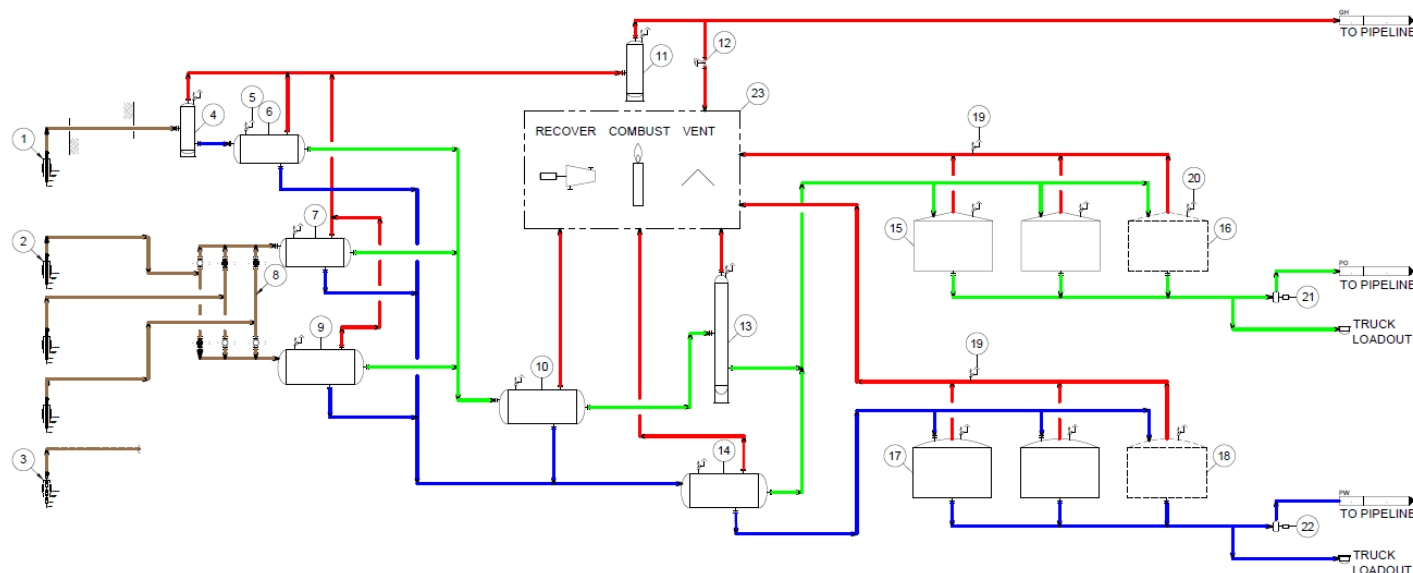 GH
TO PIPELINE
12
11
23
5
6
4
RECOVER COMBUST VENT
19
1
20
7
15
16
2
8
PO
TO PIPELINE
21
9
13
TRUCK
LOADOUT
19
10
3
14
17
18
PW
TO PIPELINE
22
TRUCK
LOADOUT